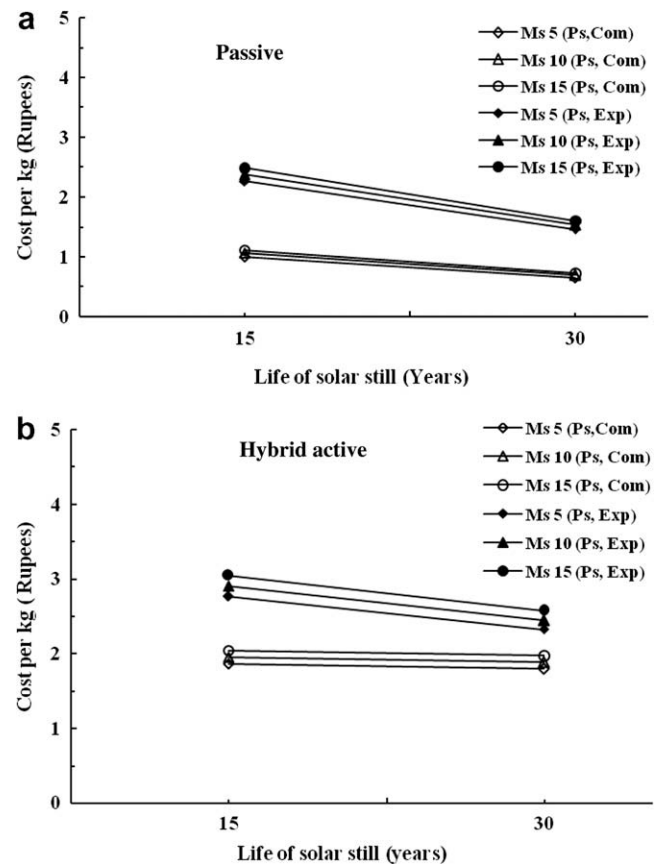 a
5
4
3
2
1
0
Cost per kg (Rupees)
Passive
Ms 5 (Ps,Com)
Ms 10 (Ps, Com)
Ms 15 (Ps, Com)
Ms 5 (Ps, Exp)
Ms 10 (Ps, Exp)
Ms 15 (Ps, Exp)
15 30
Life of solar still (Years)
b
5
4
3
2
1
0
Cost per kg ( Rupees)
Hybrid active
Ms 5 (Ps,Com)
Ms 10 (Ps, Com)
Ms 15 (Ps, Com)
Ms 5 (Ps, Exp)
Ms 10 (Ps, Exp)
Ms 15 (Ps, Exp)
15 30
Life of solar still (years)